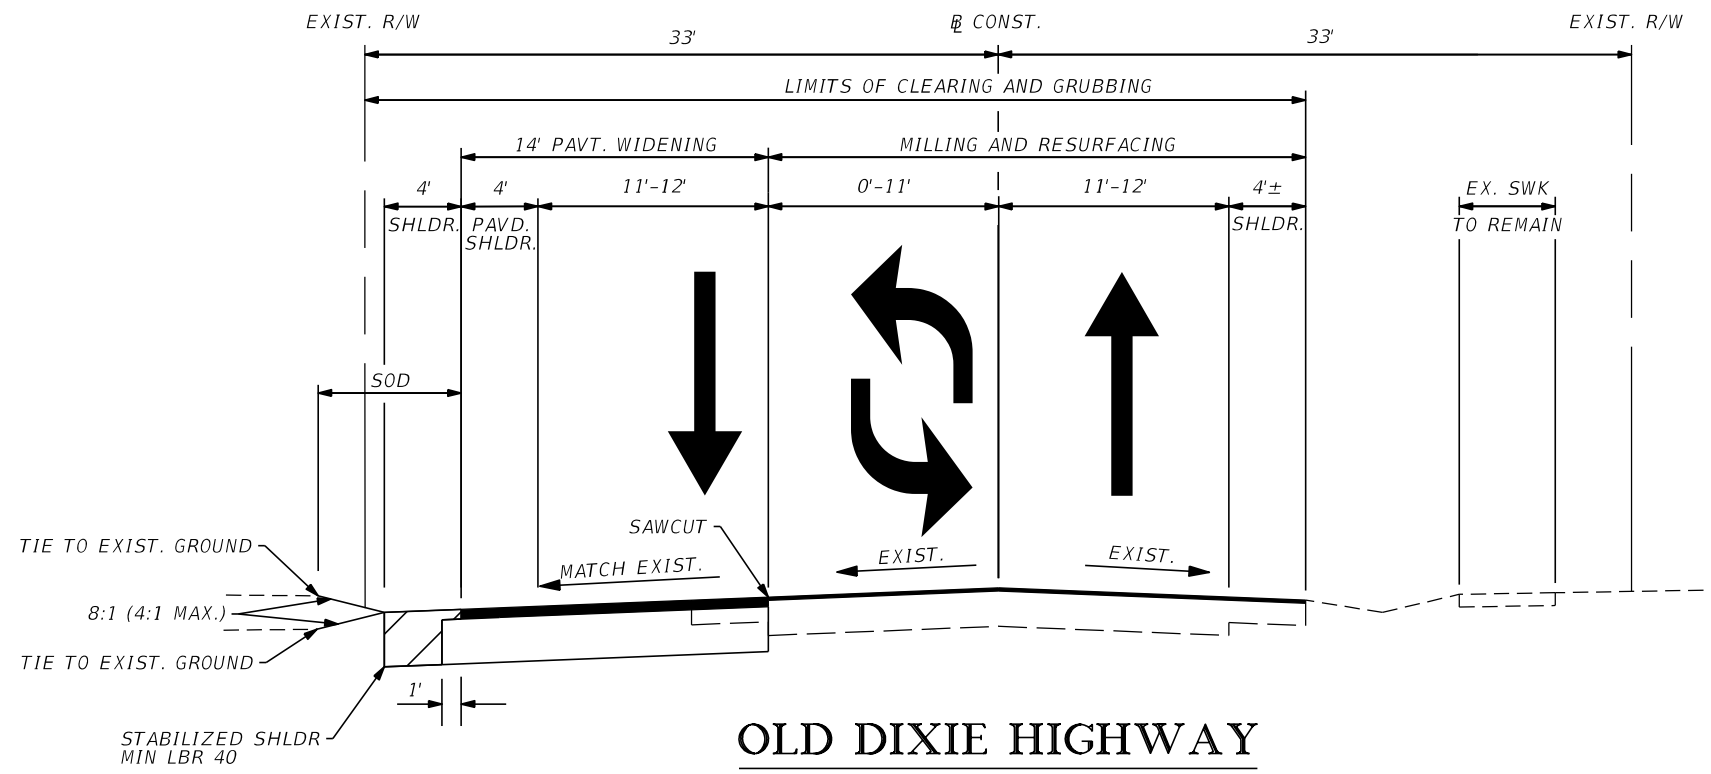 EXIST. R/W
℄ CONST.
EXIST. R/W
33'
33'
LIMITS OF CLEARING AND GRUBBING
14' PAVT. WIDENING
MILLING AND RESURFACING
4'
SHLDR.
4'
PAVD.
SHLDR.
11'-12'
0'-11'
11'-12'
4'±
SHLDR.
EX. SWK
TO REMAIN
SOD
SAWCUT
TIE TO EXIST. GROUND
MATCH EXIST.
EXIST.
EXIST.
8:1 (4:1 MAX.)
TIE TO EXIST. GROUND
1'
STABILIZED SHLDR
MIN LBR 40
OLD DIXIE HIGHWAY